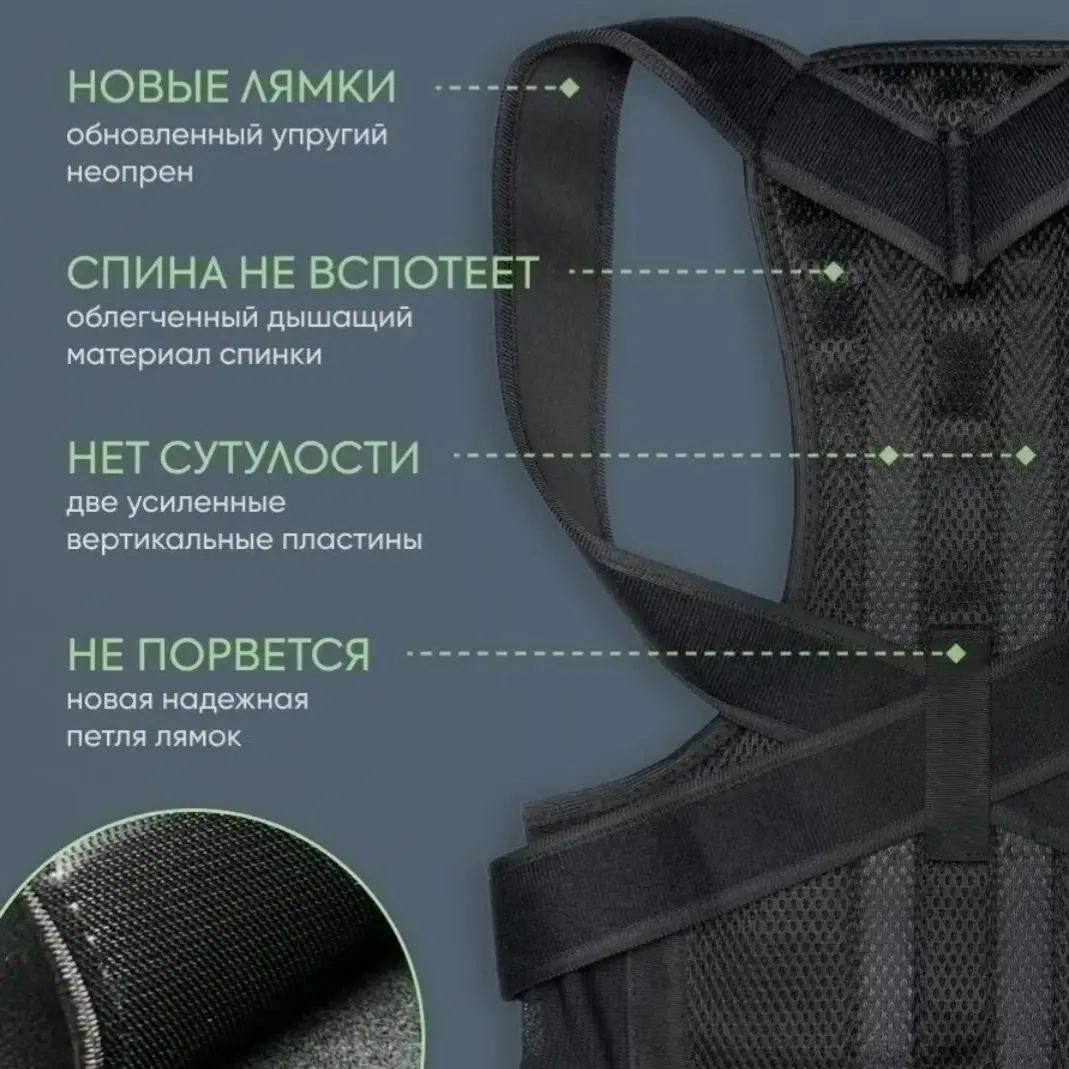 НОВЫЕ ЛЯМКИ
обновленный упругий
неопрен
СПИНА НЕ ВСПОТЕЕТ
облегченный дышащий
материал спинки
НЕТ СУТУЛОСТИ
две усиленные
вертикальные пластины
НЕ ПОРВЕТСЯ
новая надежная
петля лямок